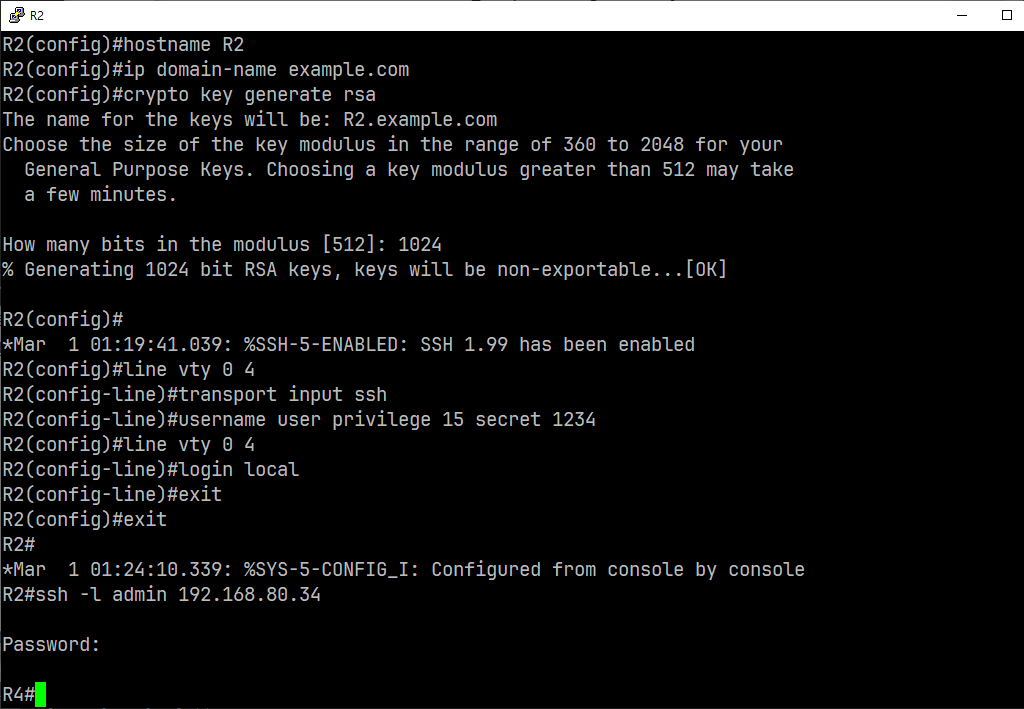 R2
R2(config)#hostname R2
R2(config)#ip domain-name example.com
R2(config)#crypto key generate rsa
The name for the keys will be: R2.example.com
Choose the size of the key modulus in the range of 360 to 2048 for your
  General Purpose Keys. Choosing a key modulus greater than 512 may take
  a few minutes.

How many bits in the modulus [512]: 1024
% Generating 1024 bit RSA keys, keys will be non-exportable...[OK]

R2(config)#
*Mar  1 01:19:41.039: %SSH-5-ENABLED: SSH 1.99 has been enabled
R2(config)#line vty 0 4
R2(config-line)#transport input ssh
R2(config-line)#username user privilege 15 secret 1234
R2(config)#line vty 0 4
R2(config-line)#login local
R2(config-line)#exit
R2(config)#exit
R2#
*Mar  1 01:24:10.339: %SYS-5-CONFIG_I: Configured from console by console
R2#ssh -l admin 192.168.80.34

Password:

R4#